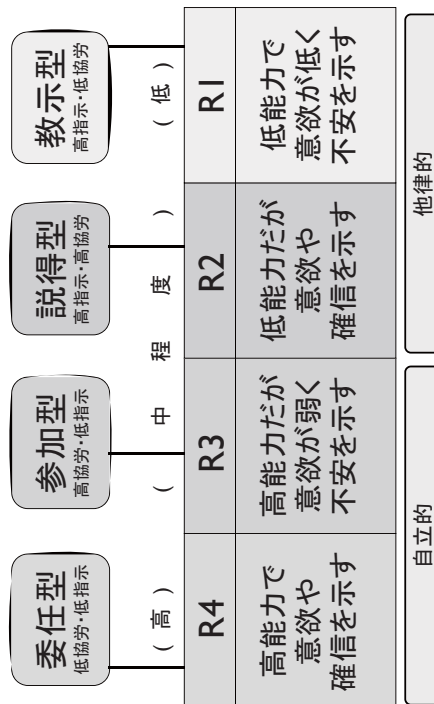 委任型
低協労・低指示
参加型
高協労・低指示
説得型
高指示・高協労
教示型
高指示・低協労
(高)
(中程度)
(低)
R4
R3
R2
R1
高能力で
意欲や
確信を示す
高能力だが
意欲が弱く
不安を示す
低能力だが
意欲や
確信を示す
低能力で
意欲が低く
不安を示す
自立的
他律的